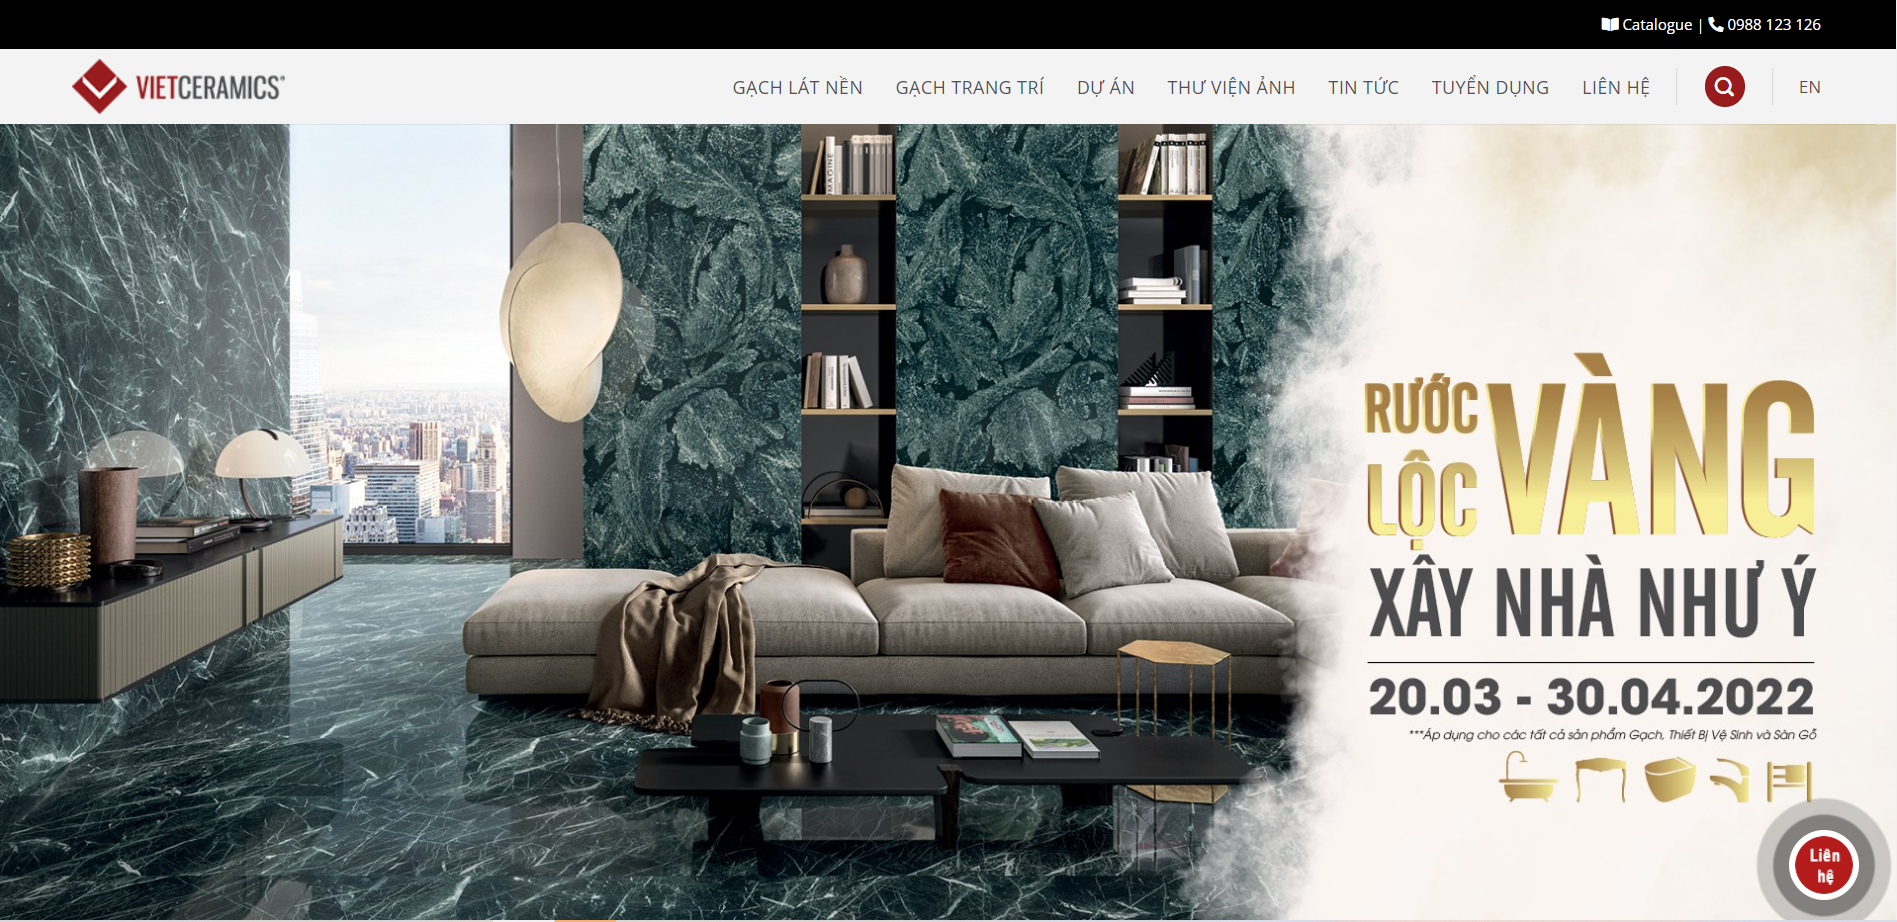 Catalogue | 0988 123 126
VIETCERAMICS®
GẠCH LÁT NỀN GẠCH TRANG TRÍ DỰ ÁN THƯ VIỆN ẢNH TIN TỨC TUYỂN DỤNG LIÊN HỆ EN
RƯỚC
LỘC VÀNG
XÂY NHÀ NHƯ Ý
20.03 - 30.04.2022
***Áp dụng cho các tất cả sản phẩm Gạch, Thiết Bị Vệ Sinh và Sàn Gỗ
Liên
hệ